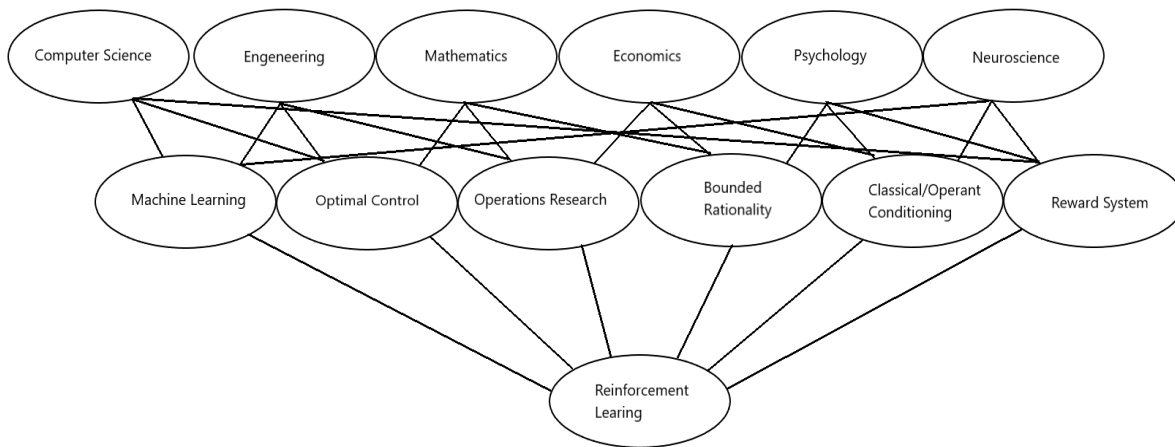 Computer Science
Engeneering
Mathematics
Economics
Psychology
Neuroscience
Machine Learning
Optimal Control
Operations Research
Bounded
Rationality
Classical/Operant
Conditioning
Reward System
Reinforcement
Learing